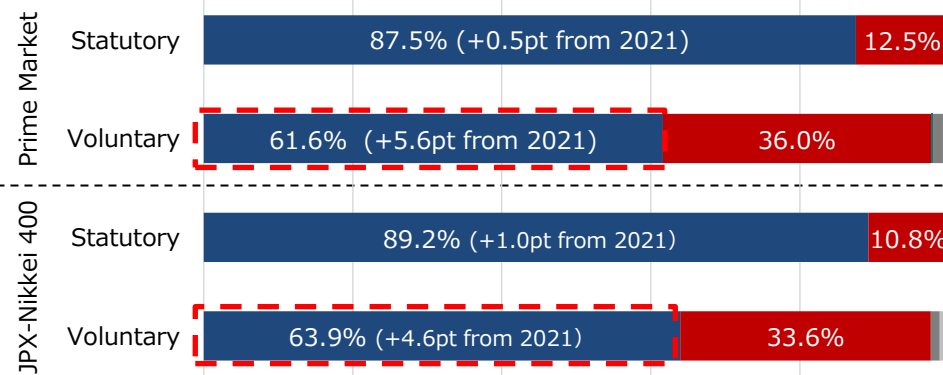 Prime Market
Statutory
87.5% (+0.5pt from 2021)
12.5%
Voluntary
61.6% (+5.6pt from 2021)
36.0%
JPX-Nikkei 400
Statutory
89.2% (+1.0pt from 2021)
10.8%
Voluntary
63.9% (+4.6pt from 2021)
33.6%